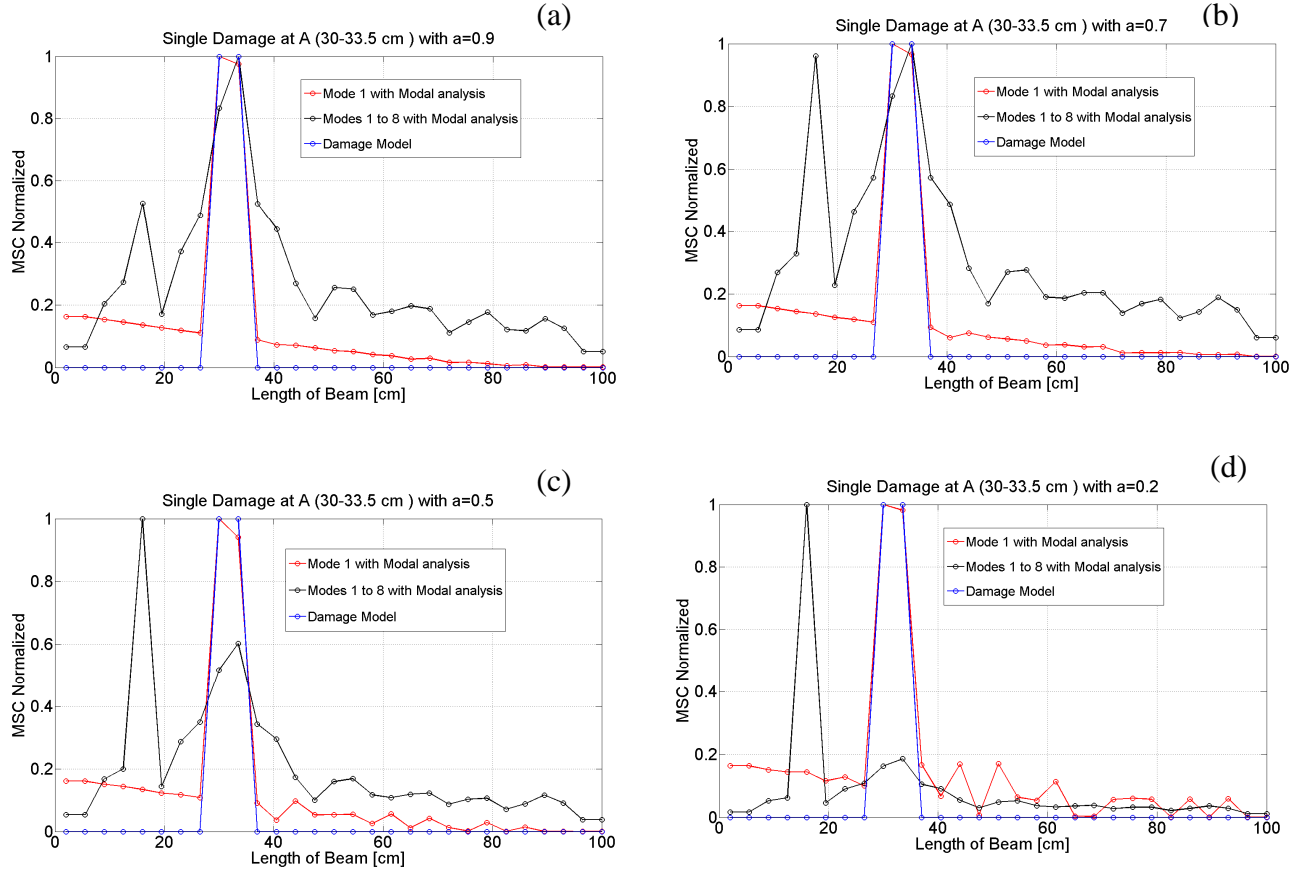 (a)
Single Damage at A (30-33.5 cm ) with a=0.9
MSC Normalized
1
0.8
0.6
0.4
0.2
0
Mode 1 with Modal analysis
Modes 1 to 8 with Modal analysis
Damage Model
0 20 40 60 80 100
Length of Beam [cm]
(b)
Single Damage at A (30-33.5 cm ) with a=0.7
MSC Normalized
1
0.8
0.6
0.4
0.2
0
Mode 1 with Modal analysis
Modes 1 to 8 with Modal analysis
Damage Model
0 20 40 60 80 100
Length of Beam [cm]
(c)
Single Damage at A (30-33.5 cm ) with a=0.5
MSC Normalized
1
0.8
0.6
0.4
0.2
0
Mode 1 with Modal analysis
Modes 1 to 8 with Modal analysis
Damage Model
0 20 40 60 80 100
Length of Beam [cm]
(d)
Single Damage at A (30-33.5 cm ) with a=0.2
MSC Normalized
1
0.8
0.6
0.4
0.2
0
Mode 1 with Modal analysis
Modes 1 to 8 with Modal analysis
Damage Model
0 20 40 60 80 100
Length of Beam [cm]